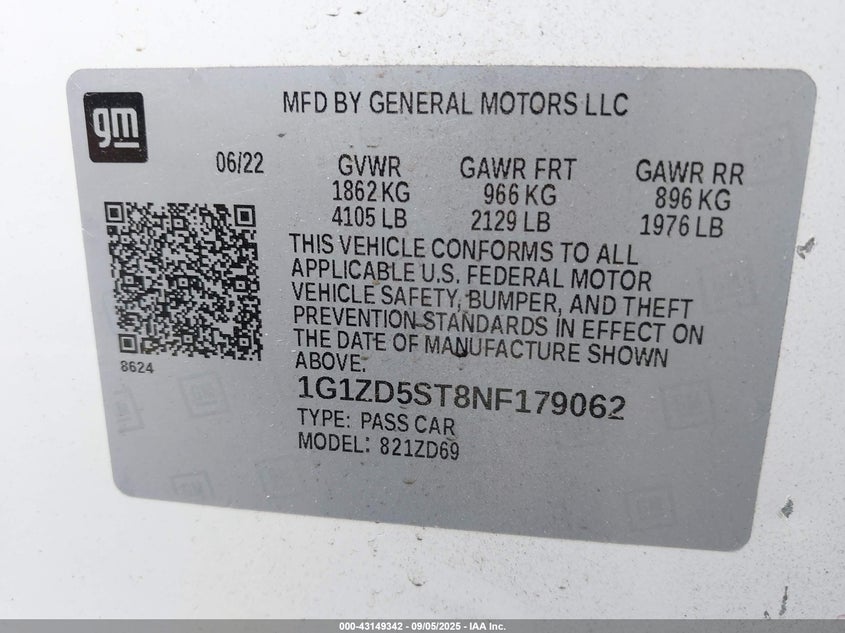 gm
MFD BY GENERAL MOTORS LLC
06/22 GVWR GAWR FRT GAWR RR
1862 KG 966 KG 896 KG
4105 LB 2129 LB 1976 LB
THIS VEHICLE CONFORMS TO ALL
APPLICABLE U.S. FEDERAL MOTOR
VEHICLE SAFETY, BUMPER, AND THEFT
PREVENTION STANDARDS IN EFFECT ON
THE DATE OF MANUFACTURE SHOWN
ABOVE.
8624
1G1ZD5ST8NF179062
TYPE: PASS CAR
MODEL: 821ZD69
000-43149342 - 09/05/2025 - IAA Inc.